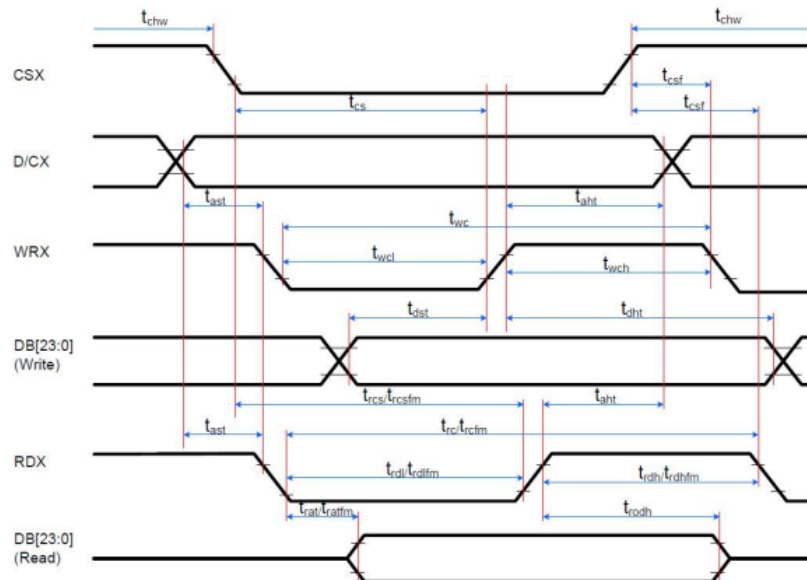 tchw
tchw
CSX
tcsf
tcs
tcsf
D/CX
tast
taht
twc
WRX
twcl
twch
tdst
tdht
DB[23:0]
(Write)
trcs/trcsfm
taht
tast
trc/trcfm
RDX
trdl/trdlfm
trdh/trdhfm
trat/tratfm
trodh
DB[23:0]
(Read)